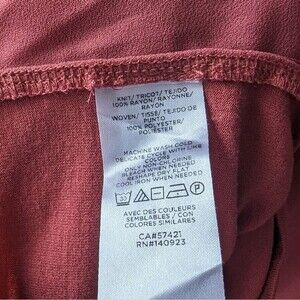 KNIT/ TRICOT/ TEJIDO
100% RAYON/ RAYONNE/
RAYON
WOVEN/ TISSÉ/ TEJIDO DE
PUNTO
100% POLYESTER/
POLIESTER
MACHINE WASH COLD
DELICATE CYCLE WITH LIKE
COLORS
ONLY NON-CHLORINE
BLEACH WHEN NEEDED
RESHAPE DRY FLAT
COOL IRON WHEN NEEDED
30
P
AVEC DES COULEURS
SEMBLABLES / CON
COLORES SIMILARES
CA#57421
RN#140923